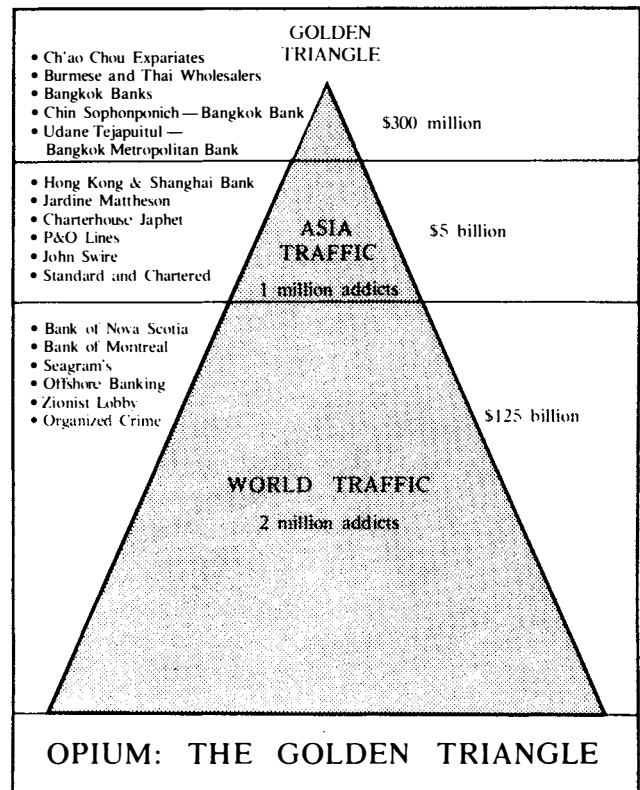 GOLDEN
TRIANGLE
• Ch'ao Chou Expariates
• Burmese and Thai Wholesalers
• Bangkok Banks
• Chin Sophonponich — Bangkok Bank
• Udane Tejapuitul —
Bangkok Metropolitan Bank
$300 million
• Hong Kong & Shanghai Bank
• Jardine Mattheson
• Charterhouse Japhet
• P&O Lines
• John Swire
• Standard and Chartered
ASIA
TRAFFIC
1 million addicts
$5 billion
• Bank of Nova Scotia
• Bank of Montreal
• Seagram's
• Offshore Banking
• Zionist Lobby
• Organized Crime
$125 billion
WORLD TRAFFIC
2 million addicts
OPIUM: THE GOLDEN TRIANGLE